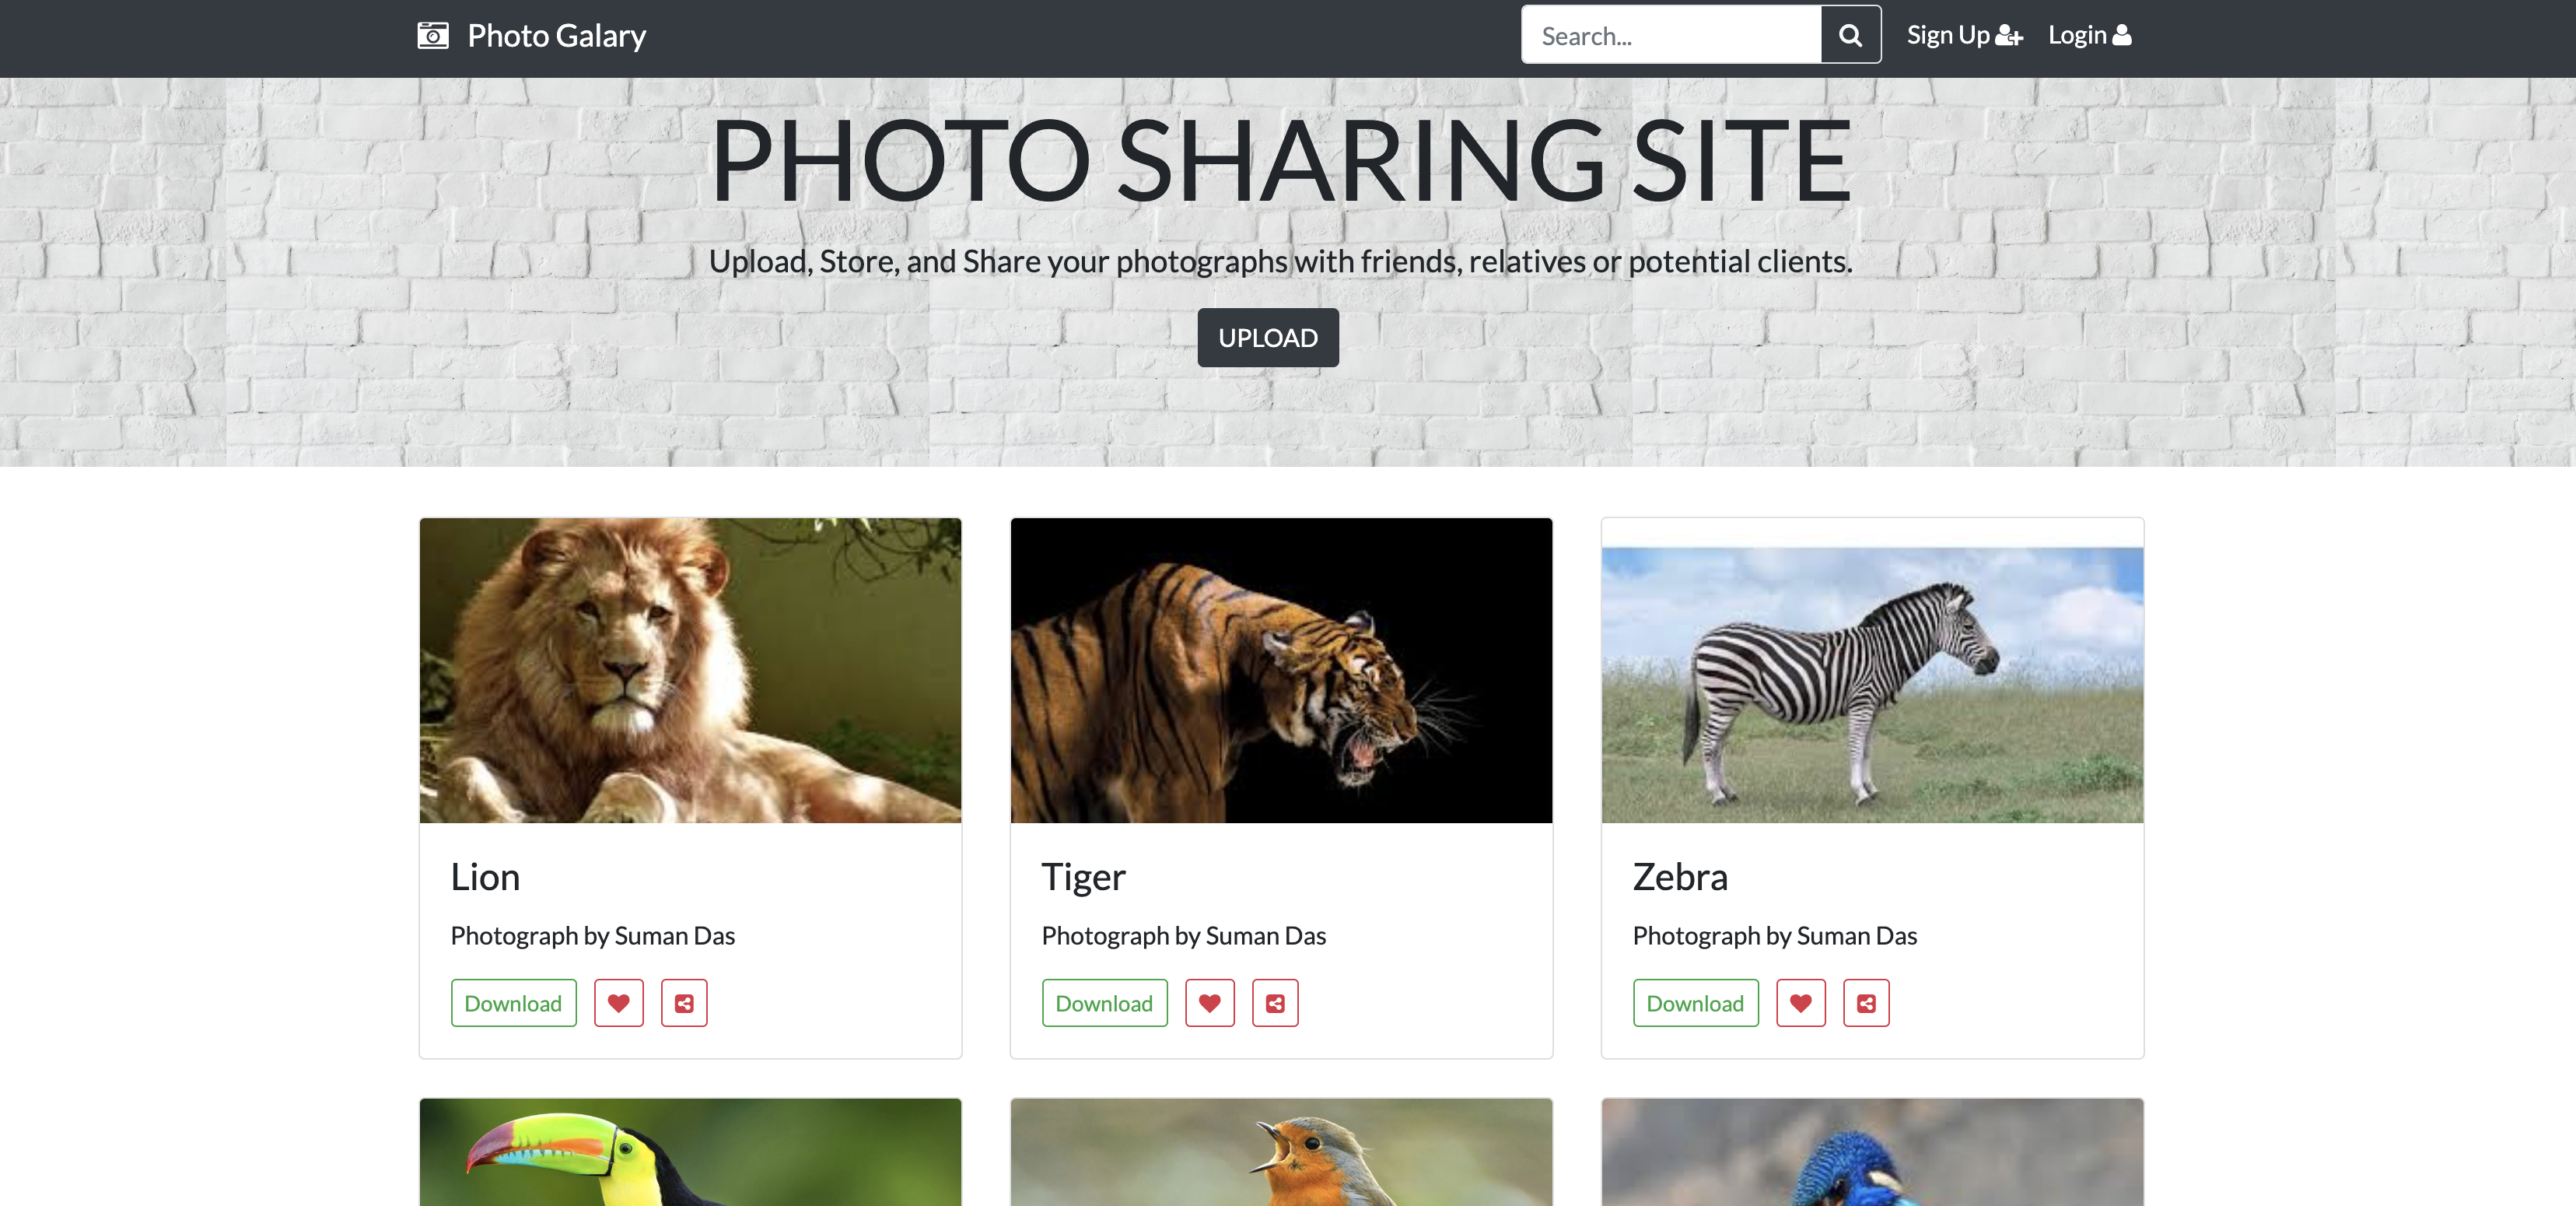 Photo Galary
Search...
Sign Up
Login
PHOTO SHARING SITE
Upload, Store, and Share your photographs with friends, relatives or potential clients.
UPLOAD
Lion
Photograph by Suman Das
Download
Tiger
Photograph by Suman Das
Download
Zebra
Photograph by Suman Das
Download